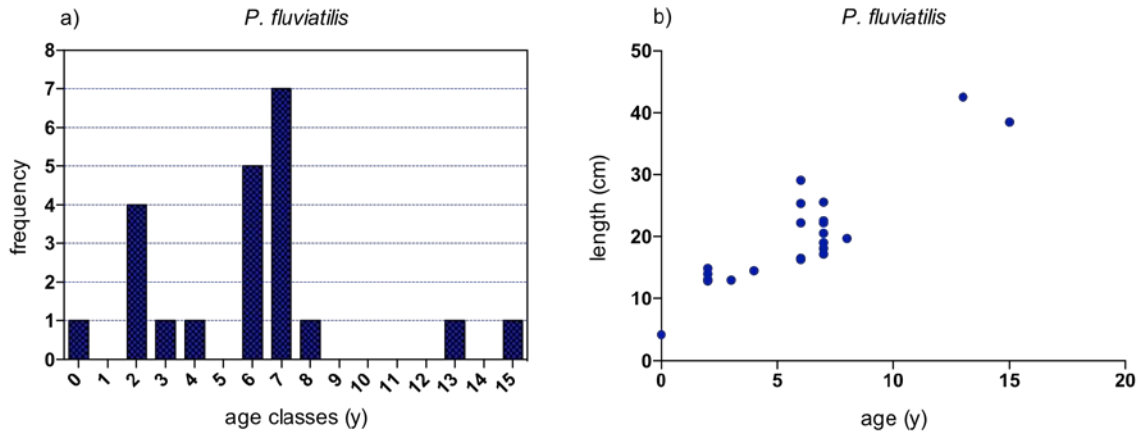 a) P. fluviatilis
8
7
6
5
4
3
2
1
0
frequency
0 1 2 3 4 5 6 7 8 9 10 11 12 13 14 15
age classes (y)
b) P. fluviatilis
50
40
30
20
10
0
length (cm)
0 5 10 15 20
age (y)